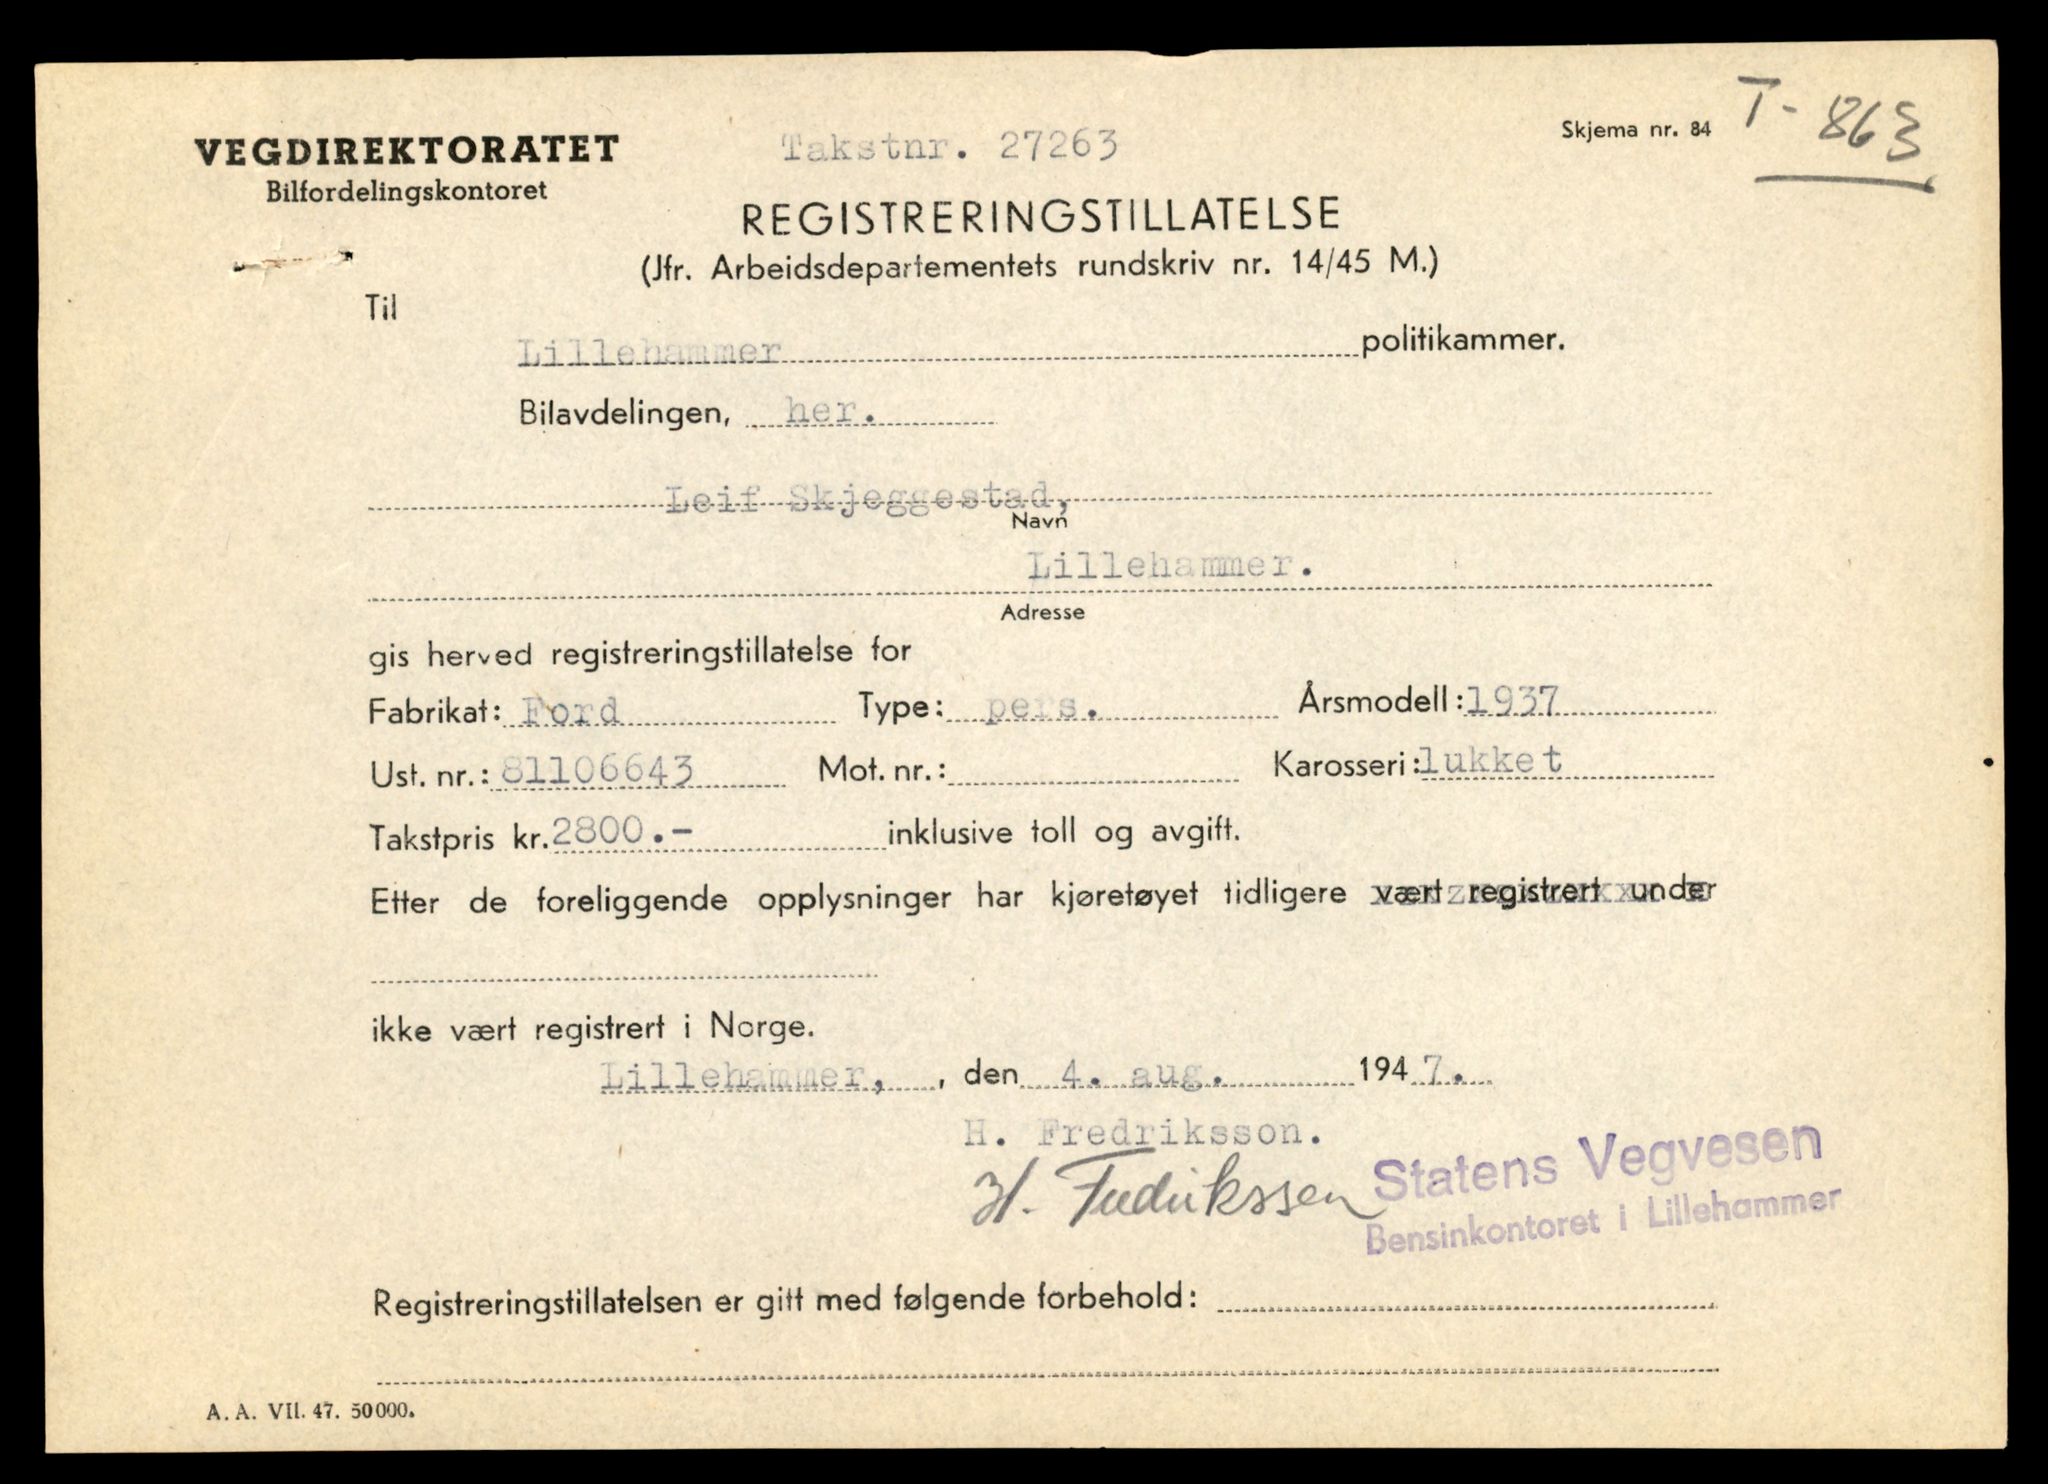 T- 863
VEGDIREKTORATET
Bilfordelingskontoret
Takstnr. 27263
Skjema nr. 84
REGISTRERINGSTILLATELSE
(Jfr. Arbeidsdepartementets rundskriv nr. 14/45 M.)
Til
Lillehammer politikammer.
Bilavdelingen, her.
Leif Skjeggestad,
Navn
Lillehammer.
Adresse
gis herved registreringstillatelse for
Fabrikat: Ford Type: pers. Årsmodell: 1937
Ust. nr.: 81106643 Mot. nr.: Karosseri: lukket
Takstpris kr. 2800.- inklusive toll og avgift.
Etter de foreliggende opplysninger har kjøretøyet tidligere vært registrert under
ikke vært registrert i Norge.
Lillehammer, , den 4. aug. 1947.
H. Fredriksson.
H. Fredrikssen
Statens Vegvesen
Bensinkontoret i Lillehammer
Registreringstillatelsen er gitt med følgende forbehold:
A. A. VII. 47. 50000.